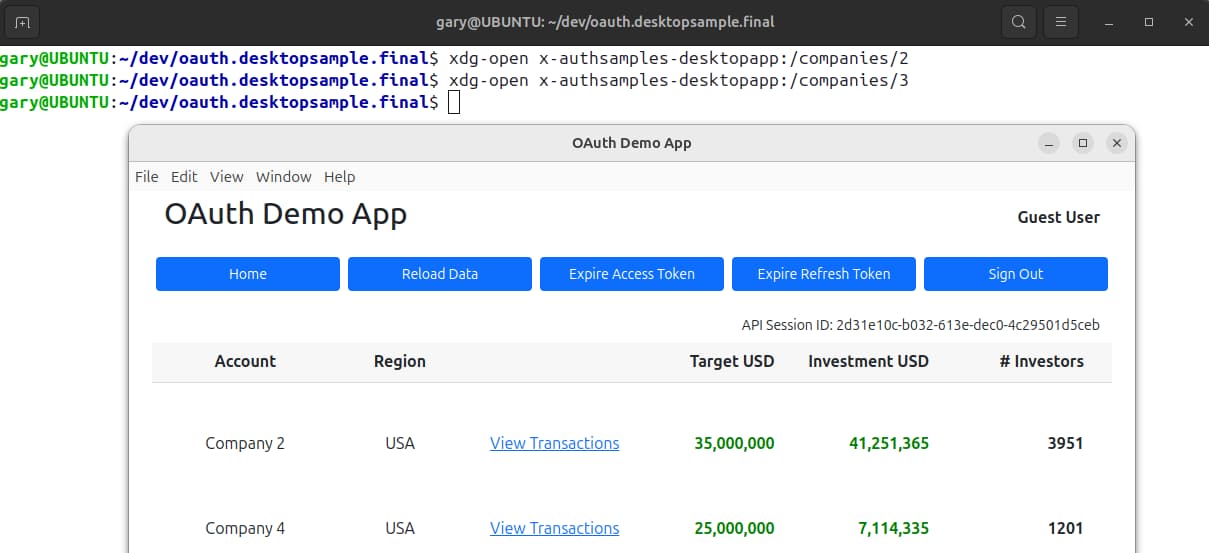 gary@UBUNTU: ~/dev/oauth.desktopsample.final
gary@UBUNTU:~/dev/oauth.desktopsample.final$ xdg-open x-authsamples-desktopapp:/companies/2
gary@UBUNTU:~/dev/oauth.desktopsample.final$ xdg-open x-authsamples-desktopapp:/companies/3
gary@UBUNTU:~/dev/oauth.desktopsample.final$
OAuth Demo App
File Edit View Window Help
OAuth Demo App Guest User
Home Reload Data Expire Access Token Expire Refresh Token Sign Out
API Session ID: 2d31e10c-b032-613e-dec0-4c29501d5ceb
Account Region Target USD Investment USD # Investors
Company 2 USA View Transactions 35,000,000 41,251,365 3951
Company 4 USA View Transactions 25,000,000 7,114,335 1201